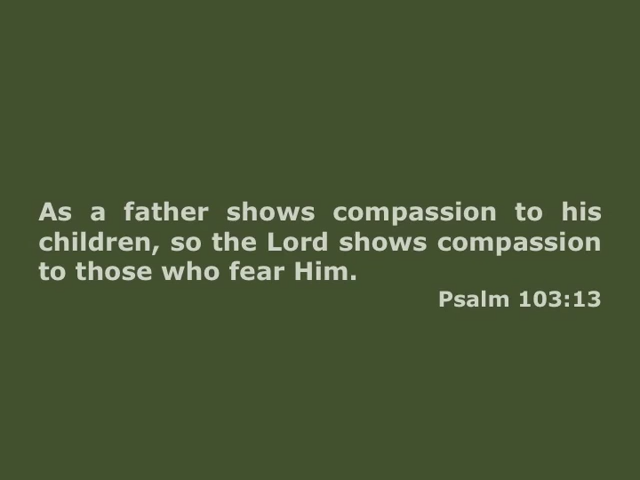 As a father shows compassion to his
children, so the Lord shows compassion
to those who fear Him.
Psalm 103:13